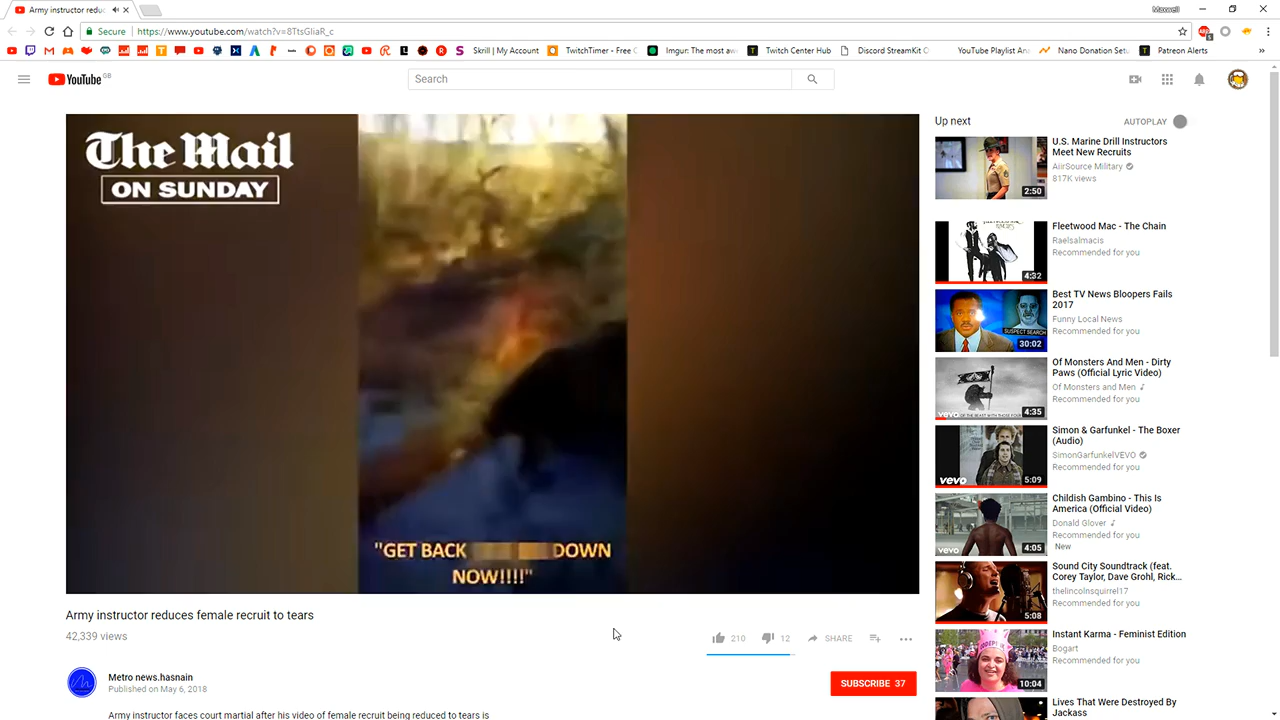 Army instructor reduc
Maxwell
Secure
https://www.youtube.com/watch?v=8TtsGliaR_c
Skrill | My Account
TwitchTimer - Free C
Imgur: The most aw
Twitch Center Hub
Discord StreamKit O
YouTube Playlist An
Nano Donation Setu
Patreon Alerts
YouTube GB
Search
The Mail
ON SUNDAY
"GET BACK DOWN
NOW!!!!"
Army instructor reduces female recruit to tears
42,339 views
210
12
SHARE
Metro news.hasnain
Published on May 6, 2018
SUBSCRIBE 37
Army instructor faces court martial after his video of female recruit being reduced to tears is
Up next
AUTOPLAY
U.S. Marine Drill Instructors
Meet New Recruits
AiirSource Military
817K views
2:50
Fleetwood Mac - The Chain
Raelsalmacis
Recommended for you
4:32
Best TV News Bloopers Fails
2017
Funny Local News
Recommended for you
SUSPECT SEARCH
30:02
Of Monsters And Men - Dirty
Paws (Official Lyric Video)
Of Monsters and Men
Recommended for you
vevo
4:35
Simon & Garfunkel - The Boxer
(Audio)
SimonGarfunkelVEVO
Recommended for you
vevo
5:09
Childish Gambino - This Is
America (Official Video)
Donald Glover
Recommended for you
New
vevo
4:05
Sound City Soundtrack (feat.
Corey Taylor, Dave Grohl, Rick...
thelincolnsquirrel17
Recommended for you
5:08
Instant Karma - Feminist Edition
Bogart
Recommended for you
10:04
Lives That Were Destroyed By
Jackass